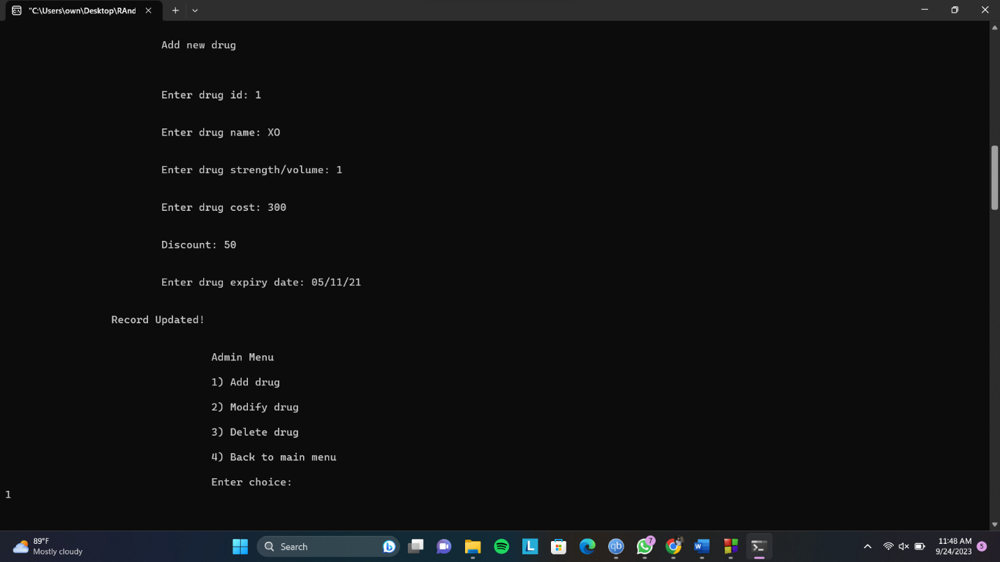 "C:\Users\own\Desktop\RAnd
Add new drug
Enter drug id: 1
Enter drug name: XO
Enter drug strength/volume: 1
Enter drug cost: 300
Discount: 50
Enter drug expiry date: 05/11/21
Record Updated!
Admin Menu
1) Add drug
2) Modify drug
3) Delete drug
4) Back to main menu
Enter choice:
1
89°F
Mostly cloudy
Search
L
qb
7
W
11:48 AM
9/24/2023
5